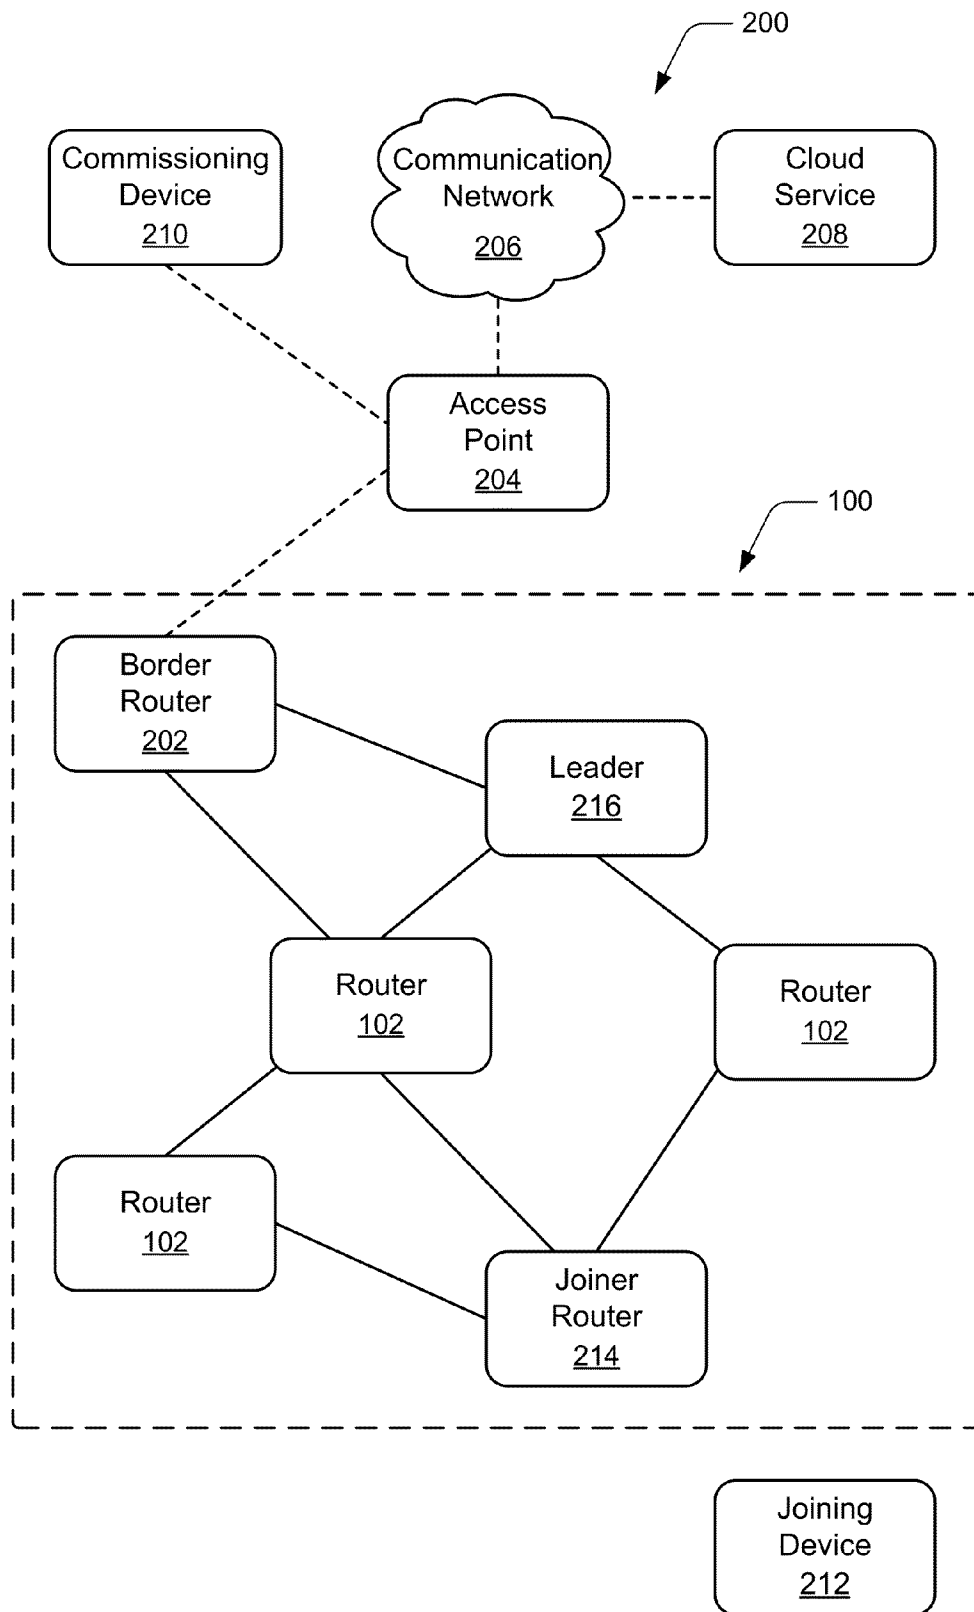 200
Commissioning
Device
210
Communication
Network
206
Cloud
Service
208
Access
Point
204
100
Border
Router
202
Leader
216
Router
102
Router
102
Router
102
Joiner
Router
214
Joining
Device
212